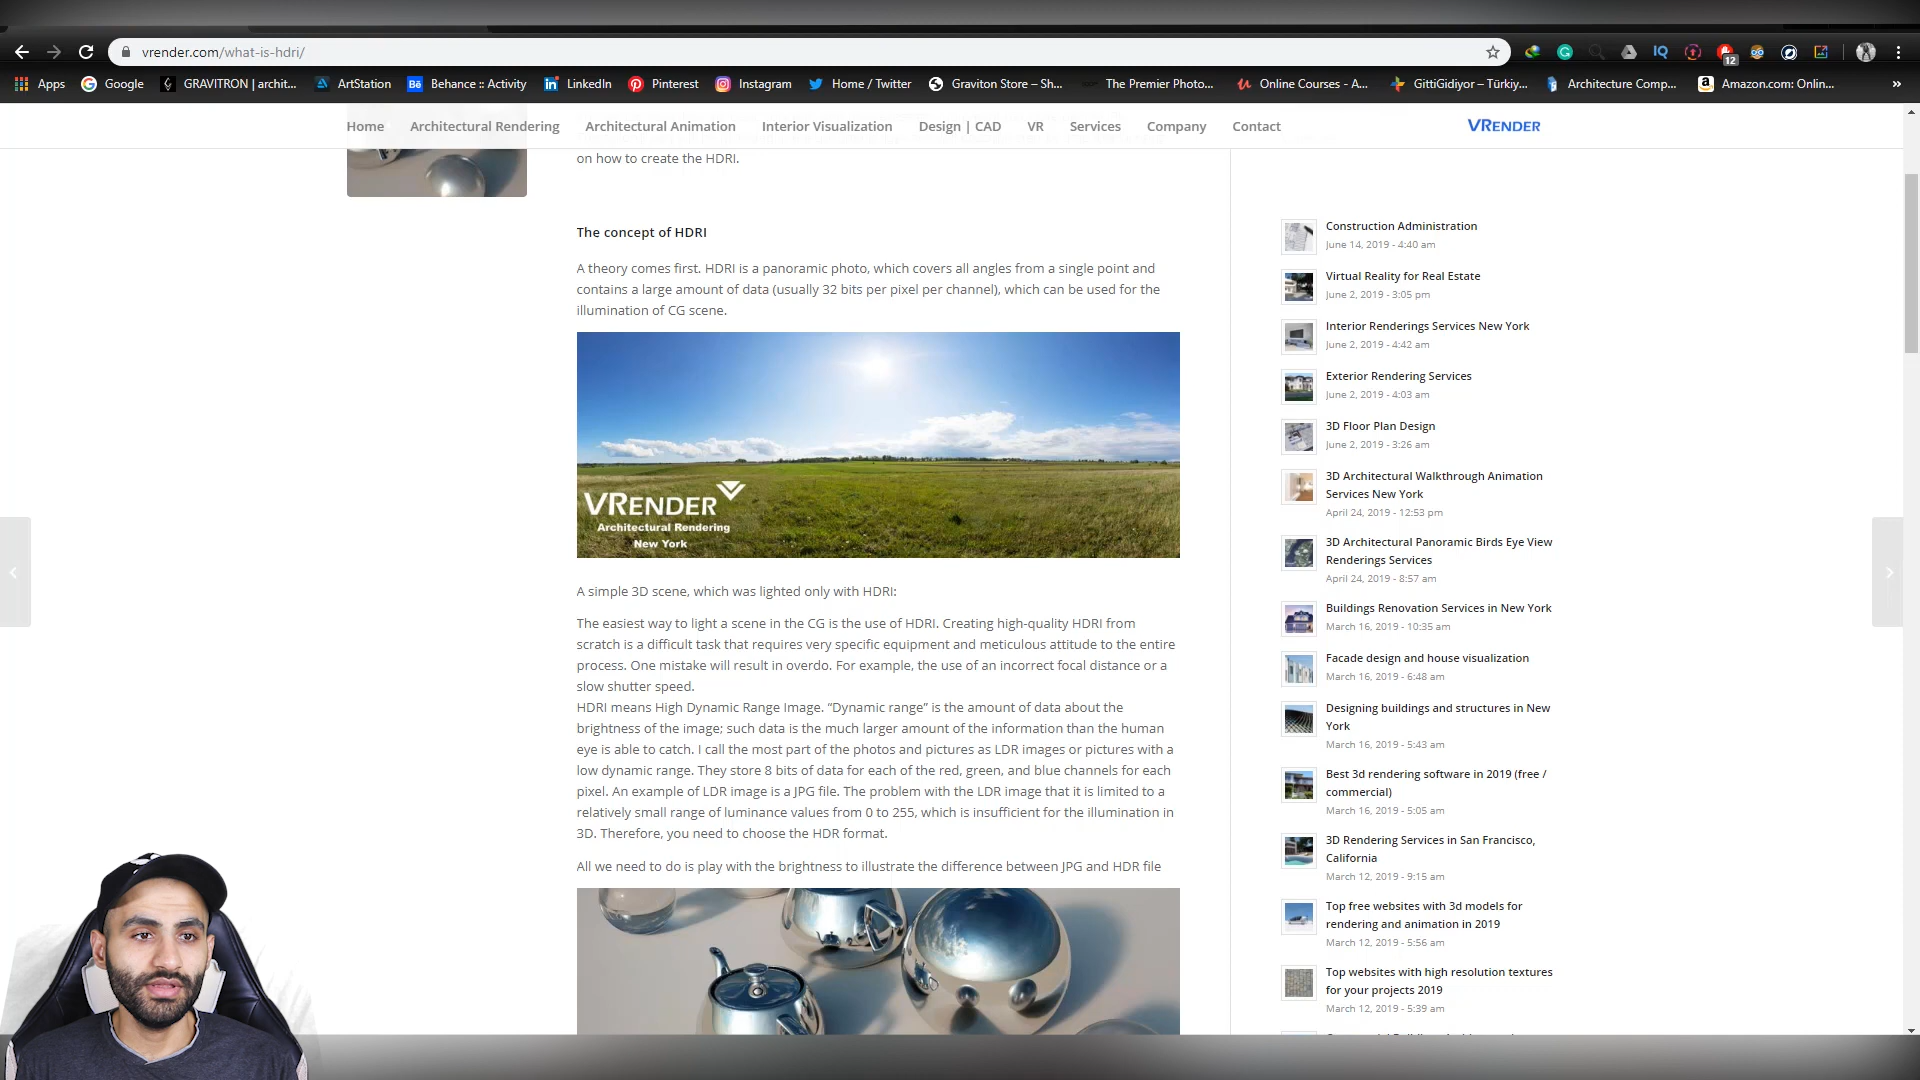 vrender.com/what-is-hdri/
12
Apps
Google
GRAVITRON | archit...
ArtStation
Behance :: Activity
LinkedIn
Pinterest
Instagram
Home / Twitter
Graviton Store – Sh...
The Premier Photo...
Online Courses - A...
GittiGidiyor – Türkiy...
Architecture Comp...
Amazon.com: Onlin...
»
Home
Architectural Rendering
Architectural Animation
Interior Visualization
Design | CAD
VR
Services
Company
Contact
VRENDER
on how to create the HDRI.
The concept of HDRI
A theory comes first. HDRI is a panoramic photo, which covers all angles from a single point and
contains a large amount of data (usually 32 bits per pixel per channel), which can be used for the
illumination of CG scene.
VRENDER
Architectural Rendering
New York
A simple 3D scene, which was lighted only with HDRI:
The easiest way to light a scene in the CG is the use of HDRI. Creating high-quality HDRI from
scratch is a difficult task that requires very specific equipment and meticulous attitude to the entire
process. One mistake will result in overdo. For example, the use of an incorrect focal distance or a
slow shutter speed.
HDRI means High Dynamic Range Image. “Dynamic range” is the amount of data about the
brightness of the image; such data is the much larger amount of the information than the human
eye is able to catch. I call the most part of the photos and pictures as LDR images or pictures with a
low dynamic range. They store 8 bits of data for each of the red, green, and blue channels for each
pixel. An example of LDR image is a JPG file. The problem with the LDR image that it is limited to a
relatively small range of luminance values from 0 to 255, which is insufficient for the illumination in
3D. Therefore, you need to choose the HDR format.
All we need to do is play with the brightness to illustrate the difference between JPG and HDR file
Construction Administration
June 14, 2019 - 4:40 am
Virtual Reality for Real Estate
June 2, 2019 - 3:05 pm
Interior Renderings Services New York
June 2, 2019 - 4:42 am
Exterior Rendering Services
June 2, 2019 - 4:03 am
3D Floor Plan Design
June 2, 2019 - 3:26 am
3D Architectural Walkthrough Animation
Services New York
April 24, 2019 - 12:53 pm
3D Architectural Panoramic Birds Eye View
Renderings Services
April 24, 2019 - 8:57 am
Buildings Renovation Services in New York
March 16, 2019 - 10:35 am
Facade design and house visualization
March 16, 2019 - 6:48 am
Designing buildings and structures in New
York
March 16, 2019 - 5:43 am
Best 3d rendering software in 2019 (free /
commercial)
March 16, 2019 - 5:05 am
3D Rendering Services in San Francisco,
California
March 12, 2019 - 9:15 am
Top free websites with 3d models for
rendering and animation in 2019
March 12, 2019 - 5:56 am
Top websites with high resolution textures
for your projects 2019
March 12, 2019 - 5:39 am